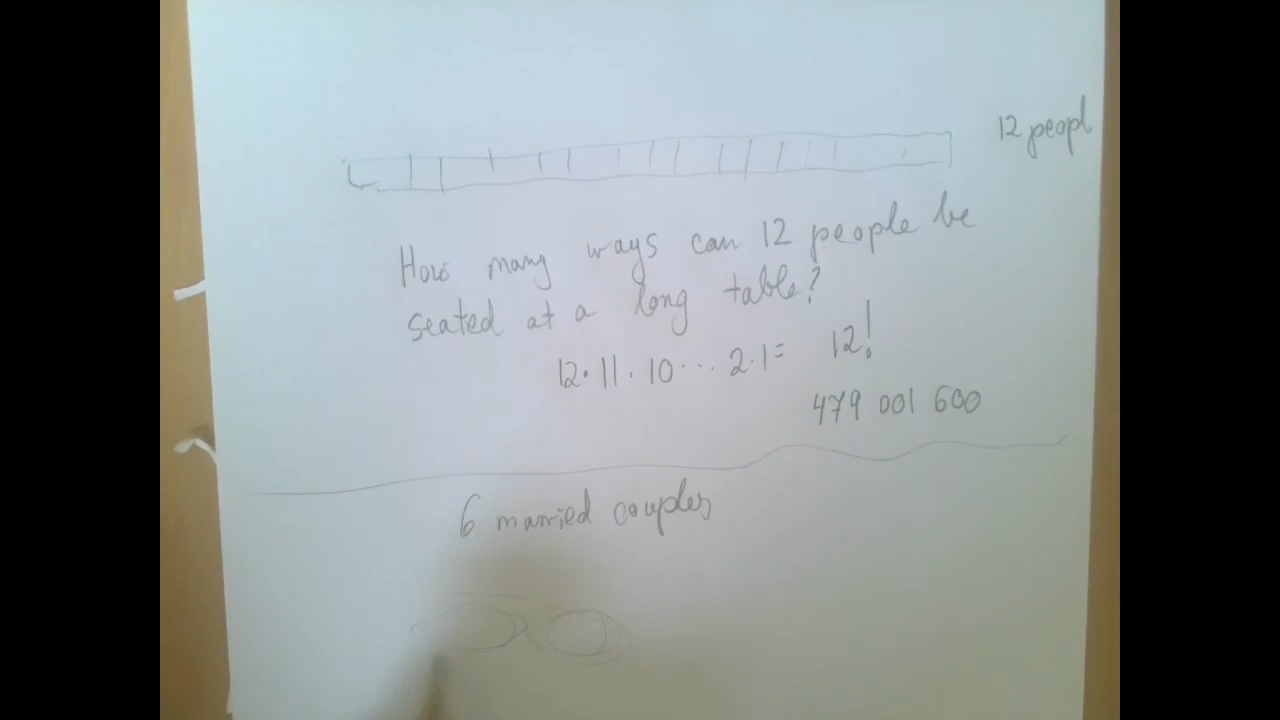 12 peopl
How many ways can 12 people be
seated at a long table?
12 · 11 · 10 ··· 2 · 1 = 12!
479 001 600
6 married couples